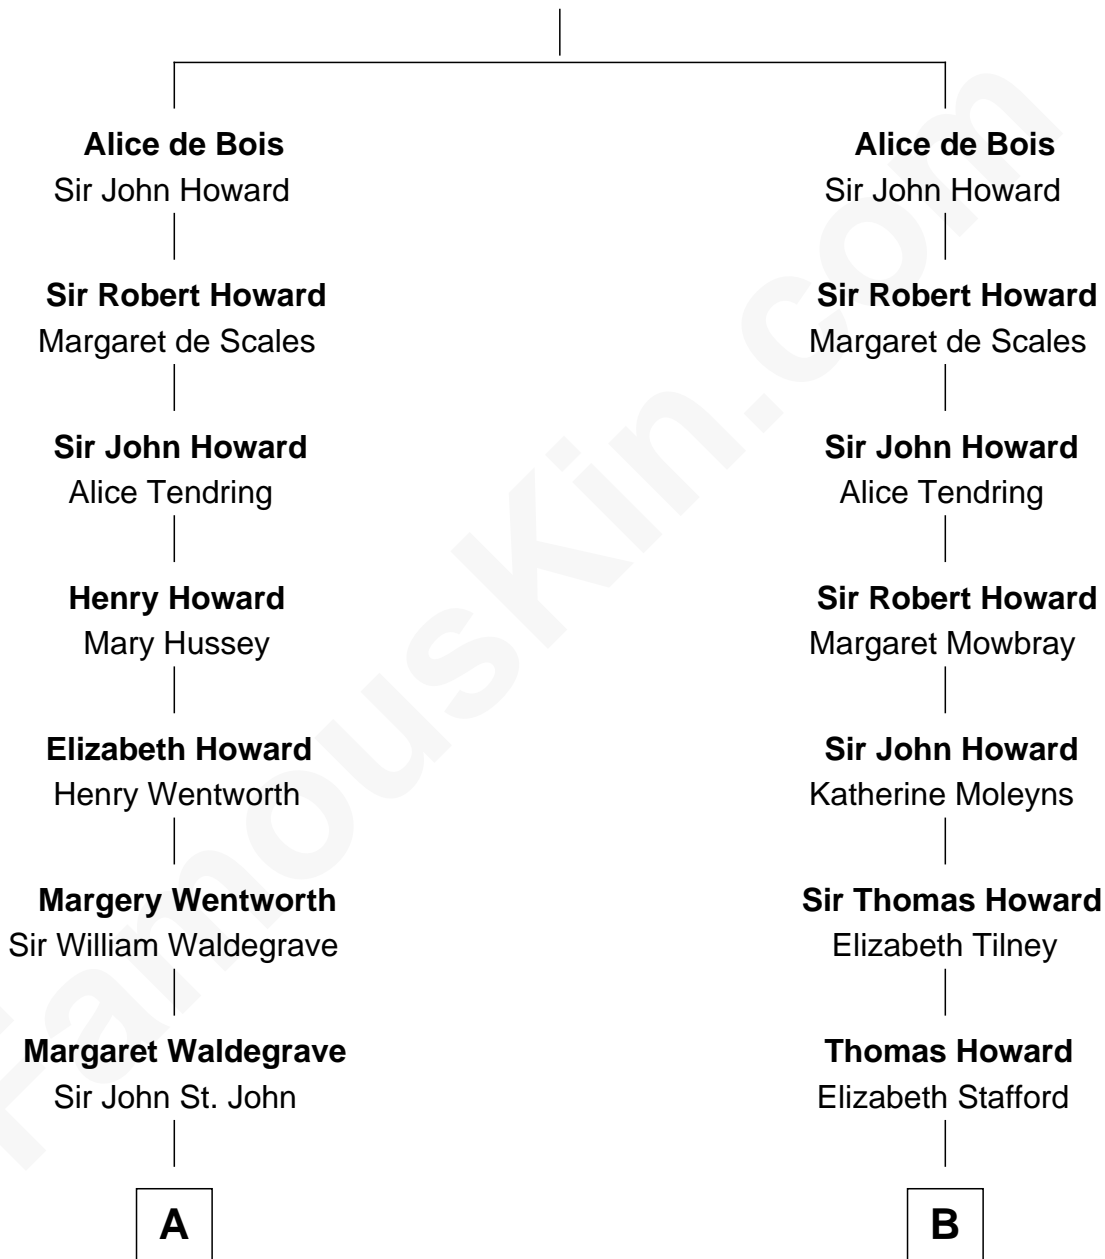 Alice de Bois
Sir John Howard
Sir Robert Howard
Margaret de Scales
Sir John Howard
Alice Tendring
Henry Howard
Mary Hussey
Elizabeth Howard
Henry Wentworth
Margery Wentworth
Sir William Waldegrave
Margaret Waldegrave
Sir John St. John
A
Alice de Bois
Sir John Howard
Sir Robert Howard
Margaret de Scales
Sir John Howard
Alice Tendring
Sir Robert Howard
Margaret Mowbray
Sir John Howard
Katherine Moleyns
Sir Thomas Howard
Elizabeth Tilney
Thomas Howard
Elizabeth Stafford
B
FamousKin.com